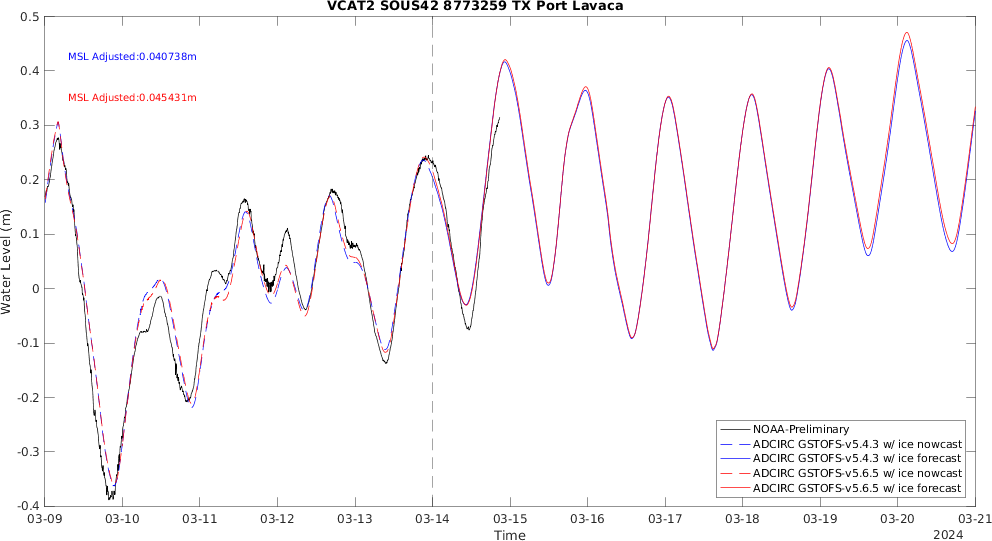 VCAT2 SOUS42 8773259 TX Port Lavaca
MSL Adjusted:0.040738m
MSL Adjusted:0.045431m
0.5
0.4
0.3
0.2
0.1
0
-0.1
-0.2
-0.3
-0.4
Water Level (m)
NOAA-Preliminary
ADCIRC GSTOFS-v5.4.3 w/ ice nowcast
ADCIRC GSTOFS-v5.4.3 w/ ice forecast
ADCIRC GSTOFS-v5.6.5 w/ ice nowcast
ADCIRC GSTOFS-v5.6.5 w/ ice forecast
03-09 03-10 03-11 03-12 03-13 03-14 03-15 03-16 03-17 03-18 03-19 03-20 03-21
Time
2024